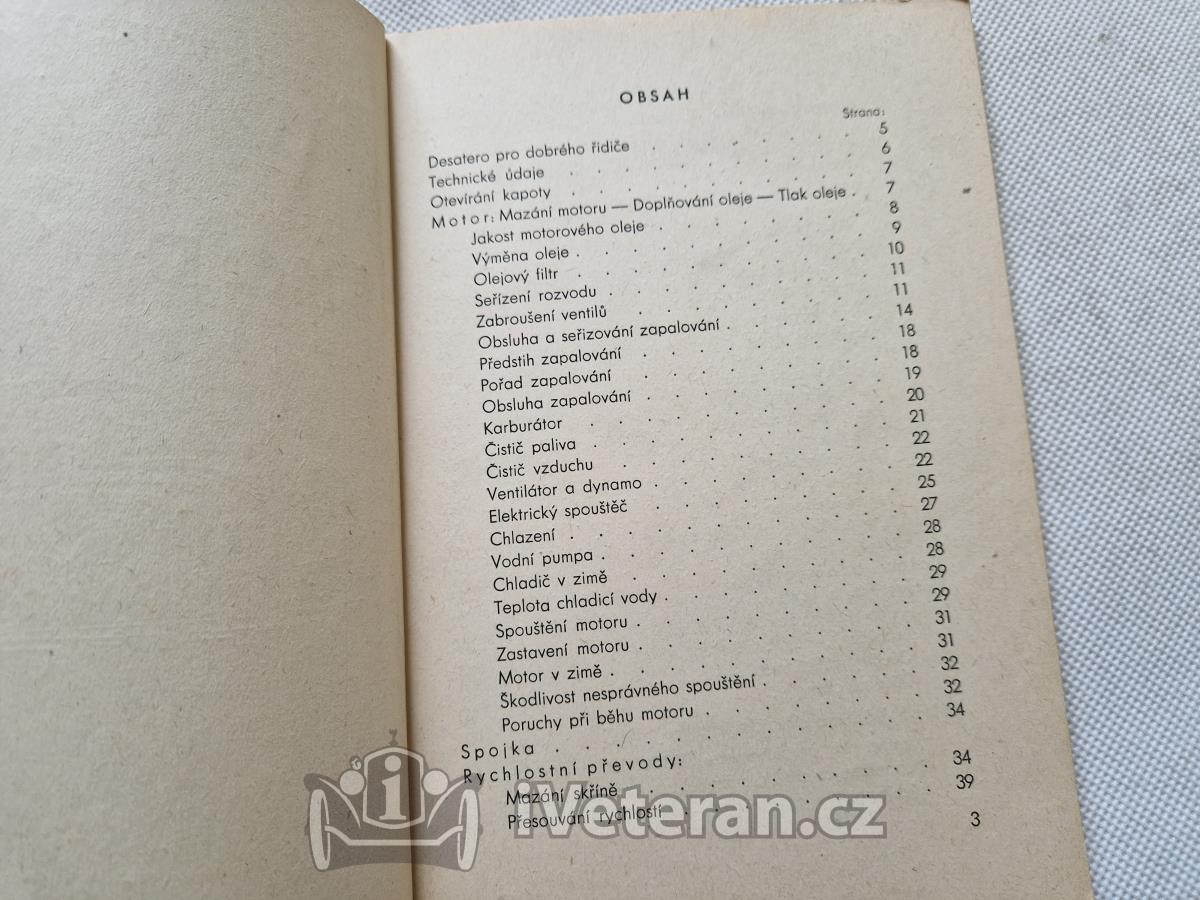 OBSAH
Strana:
Desatero pro dobrého řidiče . . . . . . . 5
Technické údaje . . . . . . . . . 6
Otevírání kapoty . . . . . . . . . 7
Motor: Mazání motoru — Doplňování oleje — Tlak oleje . 7
Jakost motorového oleje . . . . . . . 8
Výměna oleje . . . . . . . . . 9
Olejový filtr . . . . . . . . . 10
Seřízení rozvodu . . . . . . . . 11
Zabroušení ventilů . . . . . . . . 11
Obsluha a seřizování zapalování . . . . . 14
Předstih zapalování . . . . . . . . 18
Pořad zapalování . . . . . . . . 18
Obsluha zapalování . . . . . . . . 19
Karburátor . . . . . . . . . 20
Čistič paliva . . . . . . . . . 21
Čistič vzduchu . . . . . . . . 22
Ventilátor a dynamo . . . . . . . 22
Elektrický spouštěč . . . . . . . 25
Chlazení . . . . . . . . . 27
Vodní pumpa . . . . . . . . . 28
Chladič v zimě . . . . . . . . 28
Teplota chladicí vody . . . . . . . 29
Spouštění motoru . . . . . . . . 29
Zastavení motoru . . . . . . . . 31
Motor v zimě . . . . . . . . . 31
Škodlivost nesprávného spouštění . . . . . 32
Poruchy při běhu motoru . . . . . . . 32
Spojka . . . . . . . . . . 34
Rychlostní převody:
Mazání skříně . . . . . . . . 34
Přesouvání rychlostí . . . . . . . 39
3
iVeteran.cz